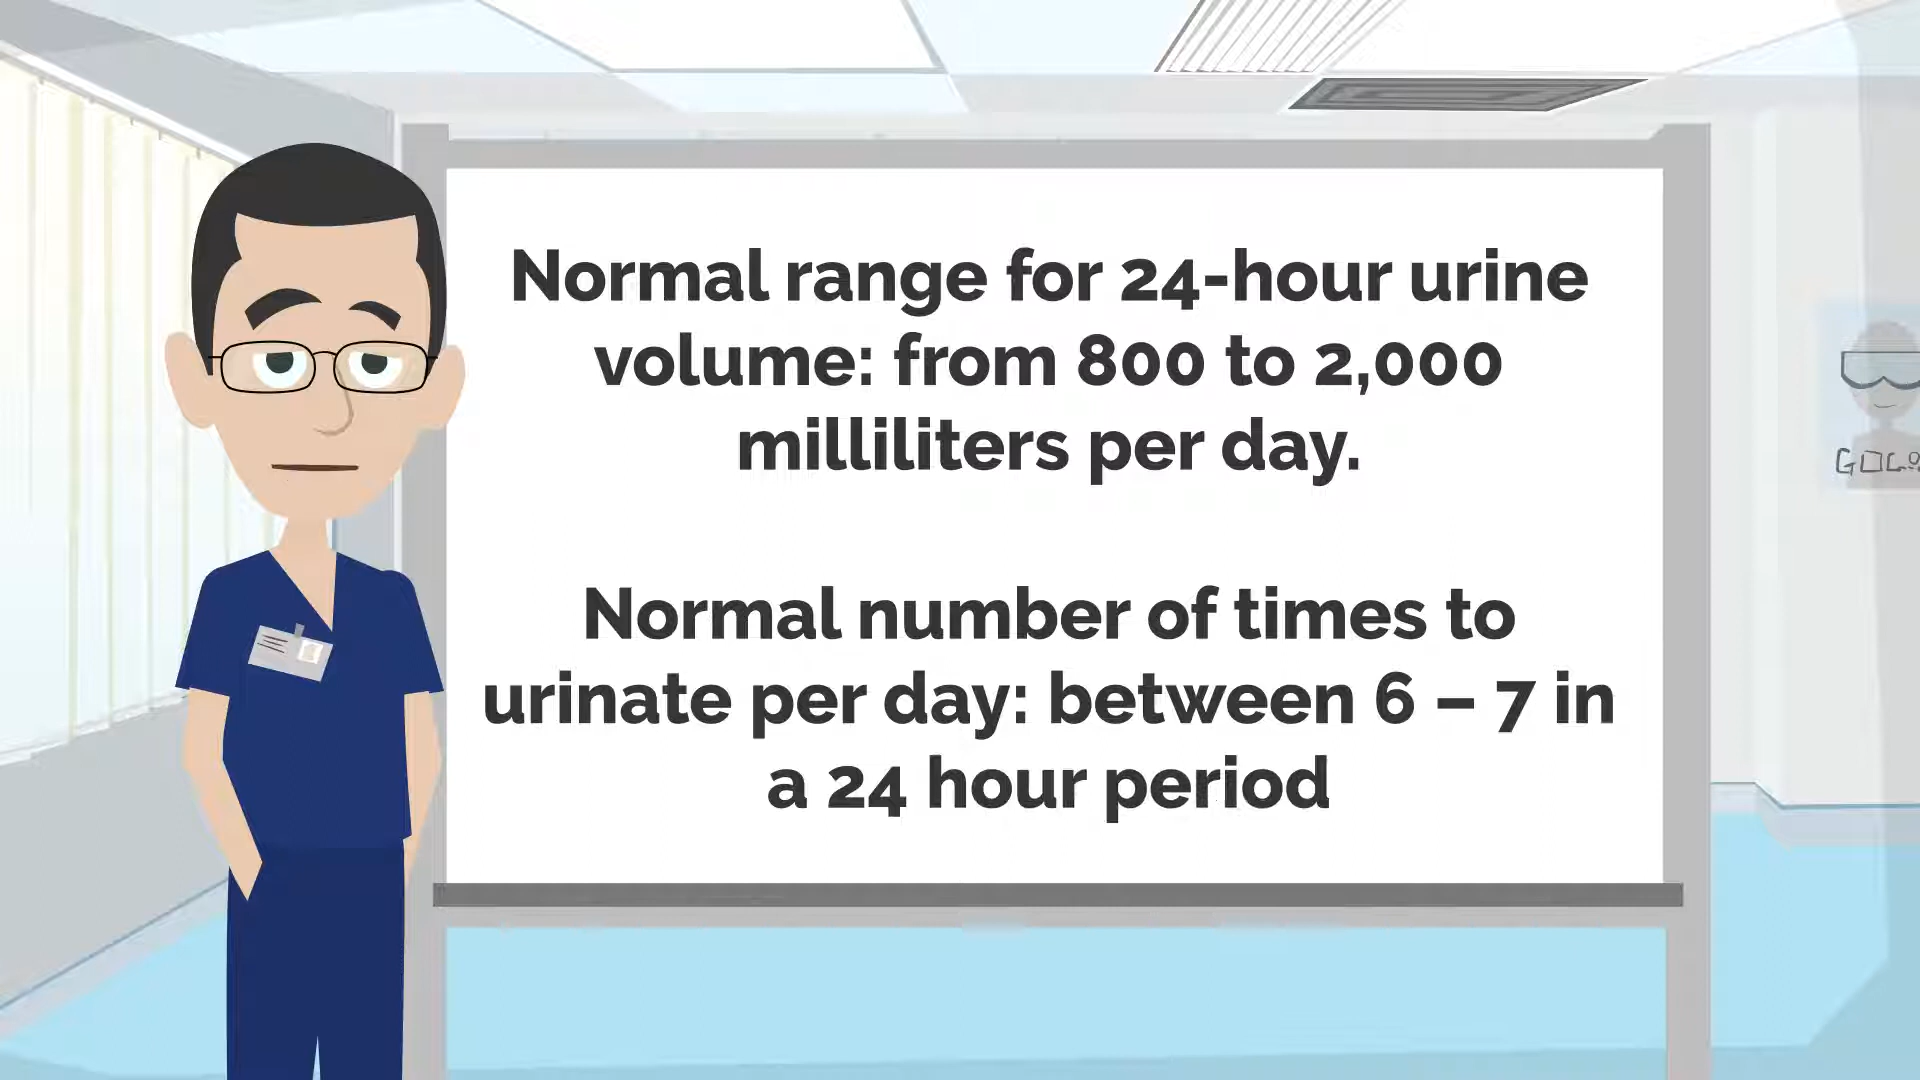 Normal range for 24-hour urine
volume: from 800 to 2,000
milliliters per day.
Normal number of times to
urinate per day: between 6 – 7 in
a 24 hour period